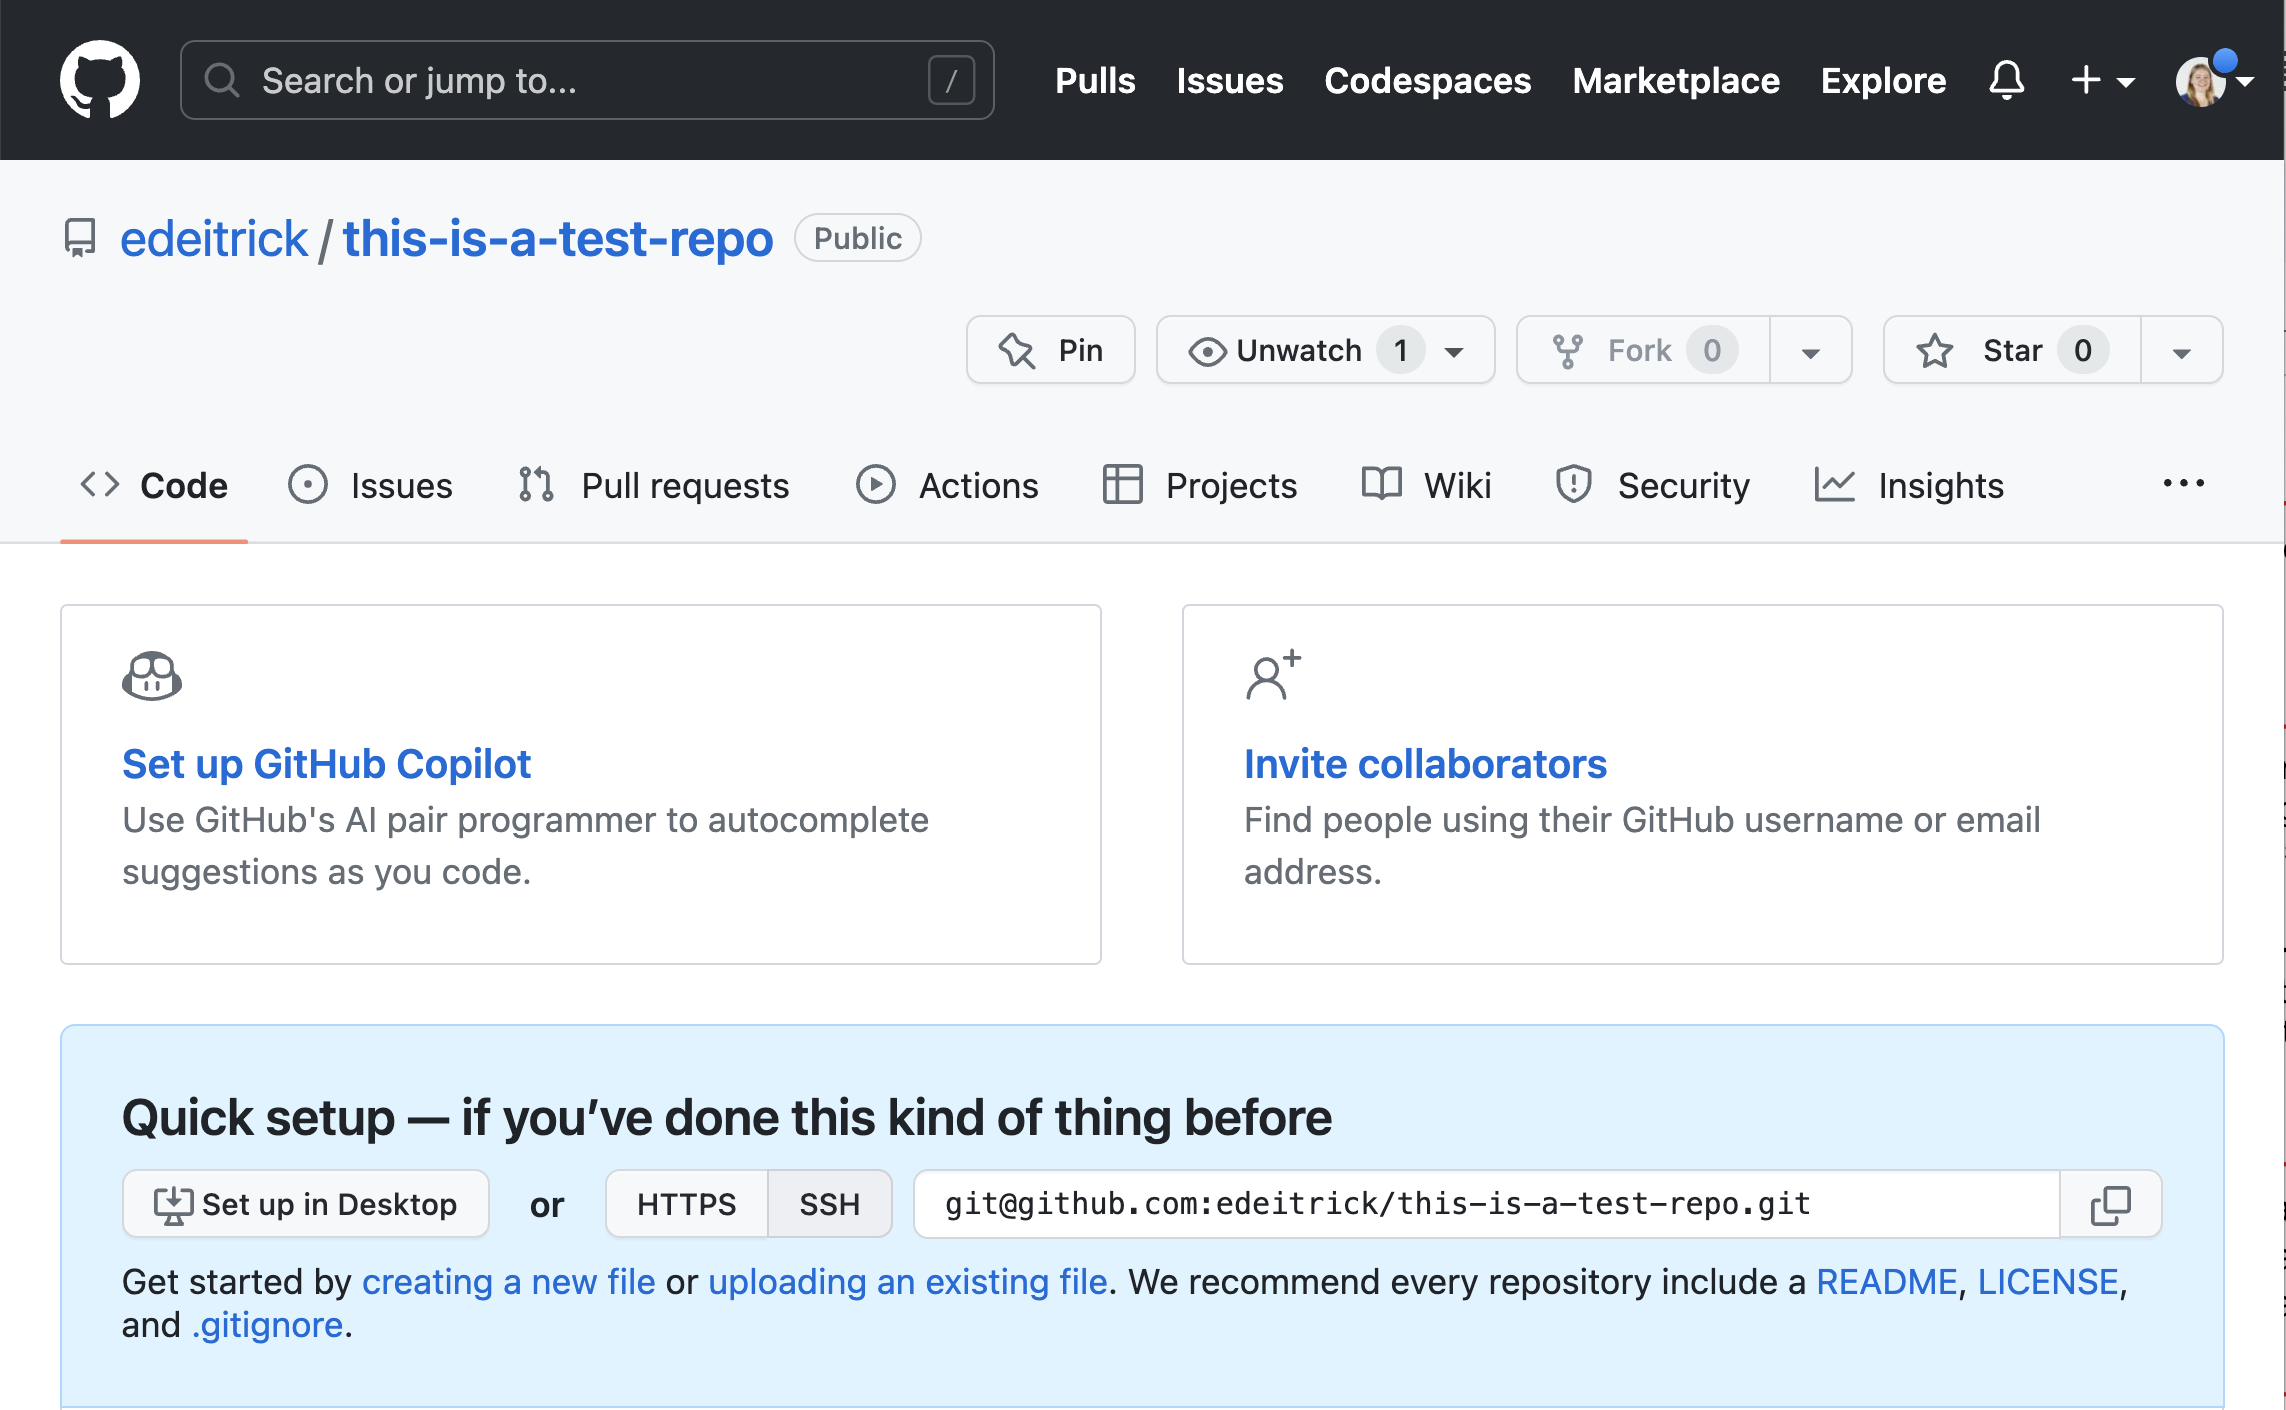 Search or jump to... /
Pulls Issues Codespaces Marketplace Explore
edeitrick / this-is-a-test-repo Public
Pin Unwatch 1 Fork 0 Star 0
Code Issues Pull requests Actions Projects Wiki Security Insights
Set up GitHub Copilot
Use GitHub's AI pair programmer to autocomplete
suggestions as you code.
Invite collaborators
Find people using their GitHub username or email
address.
Quick setup — if you’ve done this kind of thing before
Set up in Desktop or HTTPS SSH git@github.com:edeitrick/this-is-a-test-repo.git
Get started by creating a new file or uploading an existing file. We recommend every repository include a README, LICENSE,
and .gitignore.